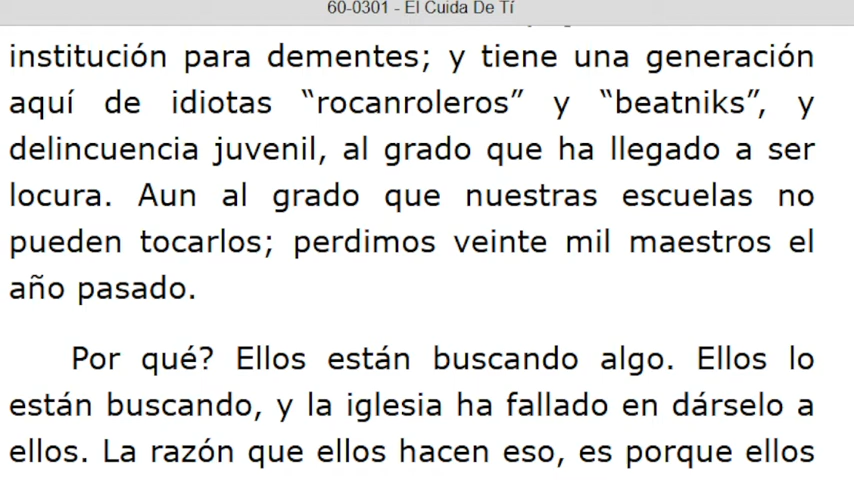 60-0301 - El Cuida De Tí
institución para dementes; y tiene una generación
aquí de idiotas “rocanroleros” y “beatniks”, y
delincuencia juvenil, al grado que ha llegado a ser
locura. Aun al grado que nuestras escuelas no
pueden tocarlos; perdimos veinte mil maestros el
año pasado.
Por qué? Ellos están buscando algo. Ellos lo
están buscando, y la iglesia ha fallado en dárselo a
ellos. La razón que ellos hacen eso, es porque ellos